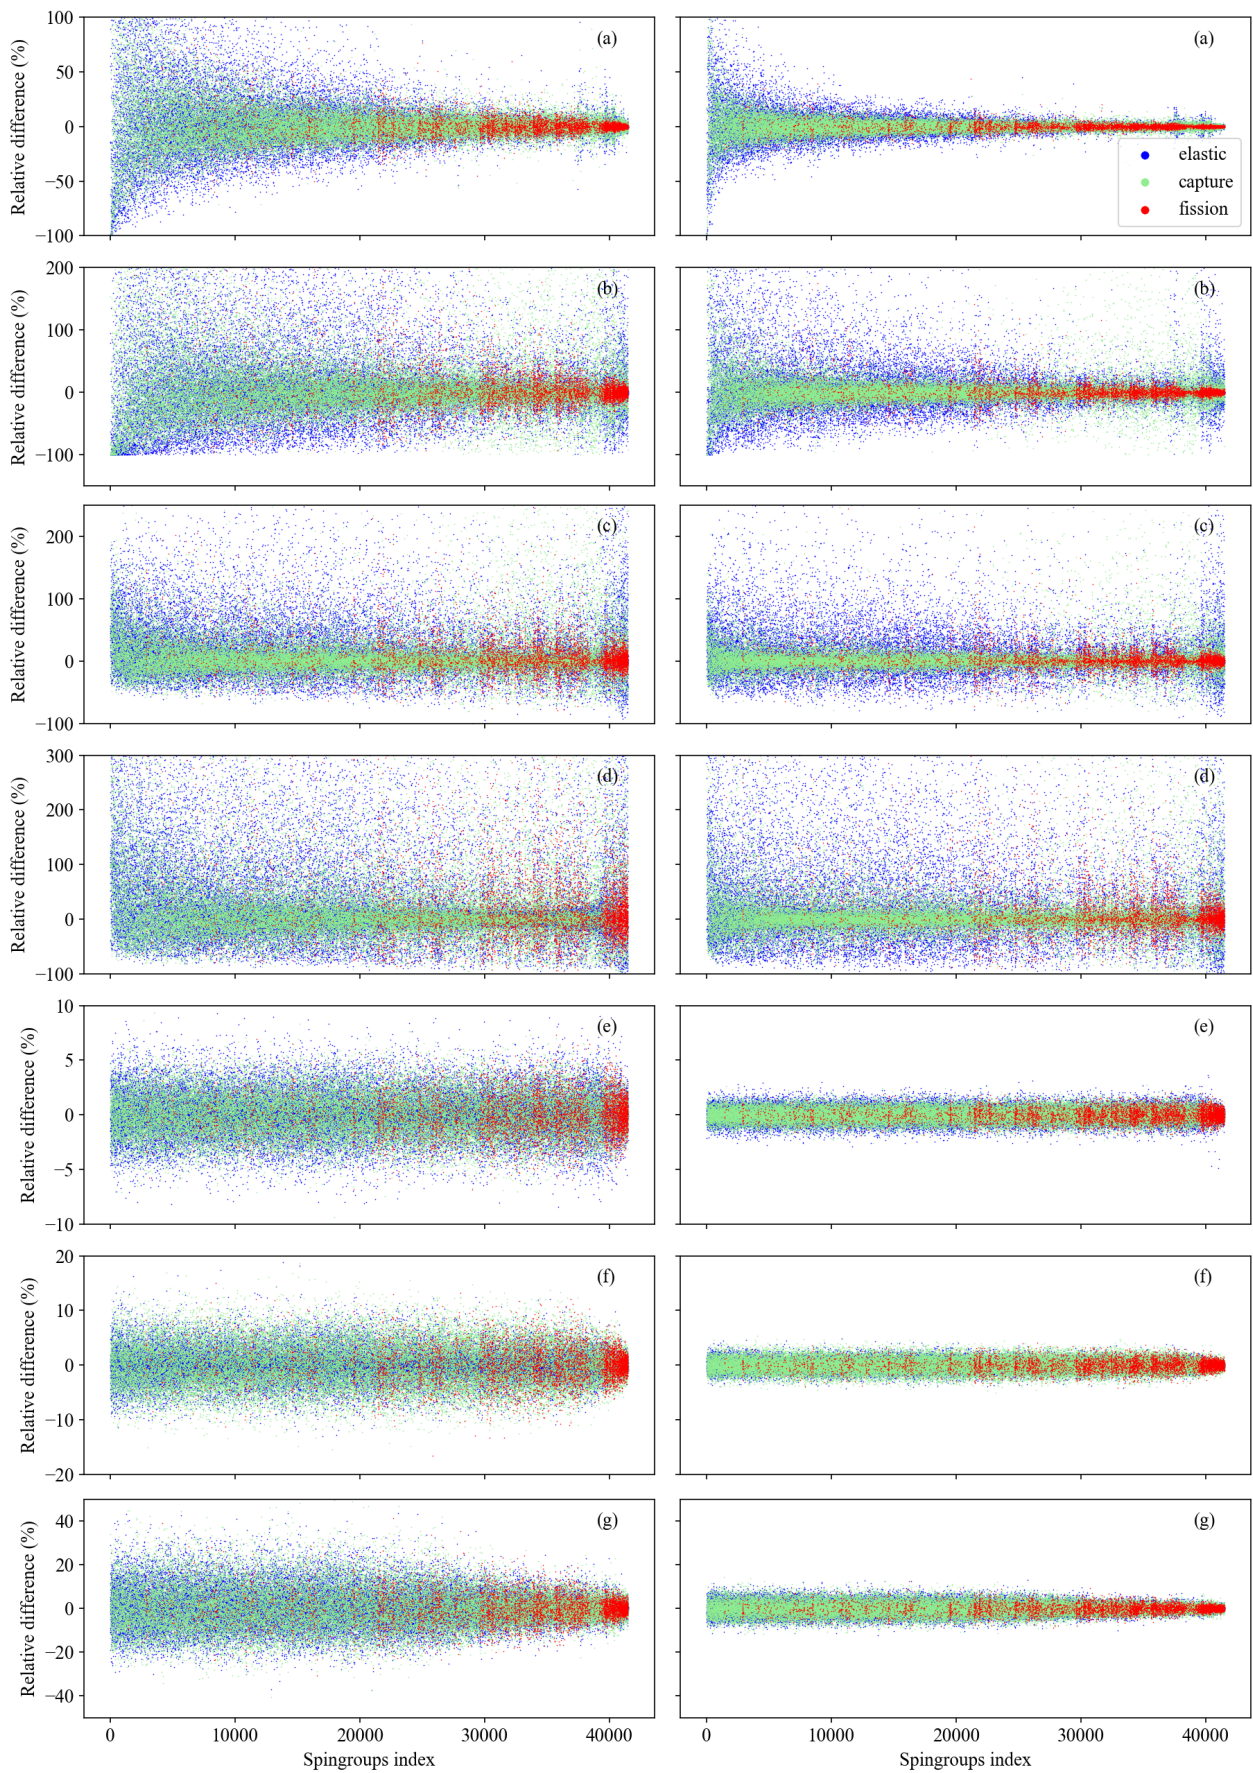 Relative difference (%)
100
50
0
−50
−100
(a)
(a)
elastic
capture
fission
Relative difference (%)
200
100
0
−100
(b)
(b)
Relative difference (%)
200
100
0
−100
(c)
(c)
Relative difference (%)
300
200
100
0
−100
(d)
(d)
Relative difference (%)
10
5
0
−5
−10
(e)
(e)
Relative difference (%)
20
10
0
−10
−20
(f)
(f)
Relative difference (%)
40
20
0
−20
−40
(g)
(g)
0 10000 20000 30000 40000
0 10000 20000 30000 40000
Spingroups index
Spingroups index